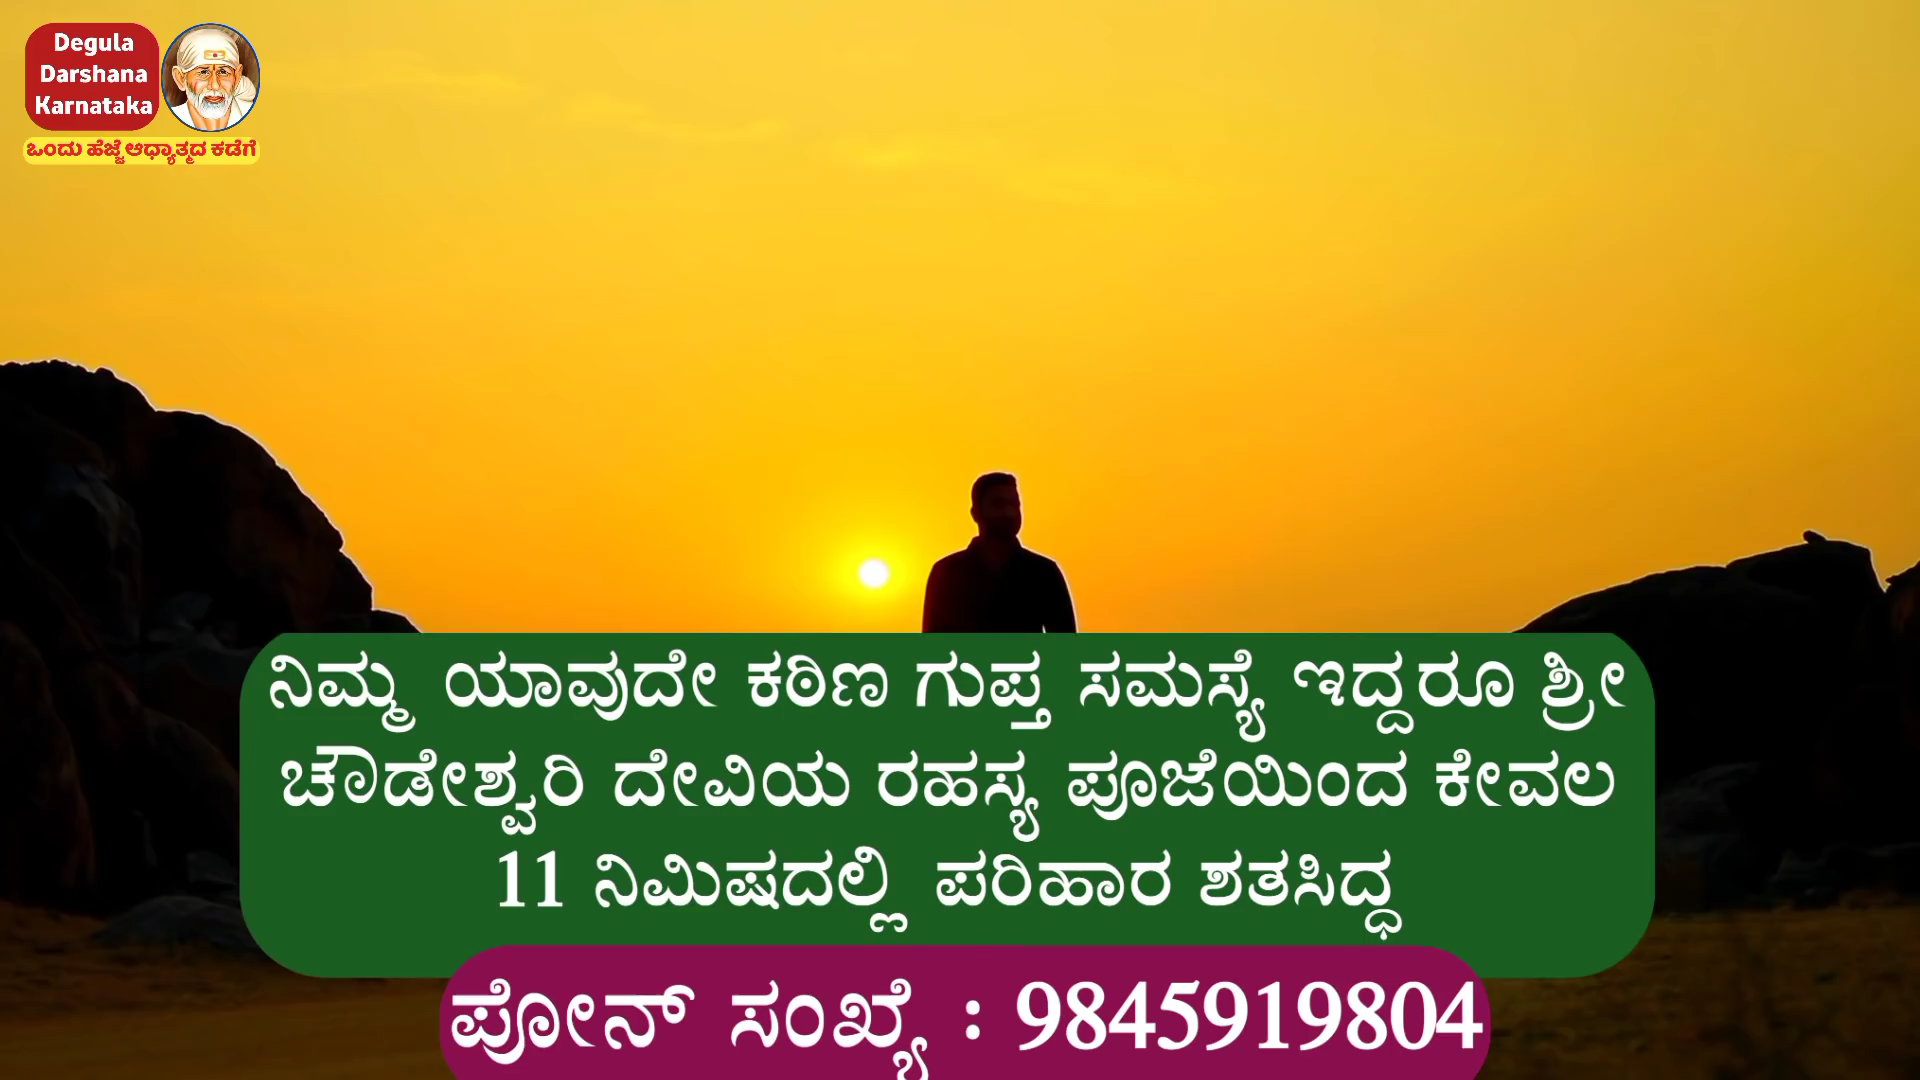 Degula
Darshana
Karnataka
ಒಂದು ಹೆಜ್ಜೆ ಆಧ್ಯಾತ್ಮದ ಕಡೆಗೆ
ನಿಮ್ಮ ಯಾವುದೇ ಕಠಿಣ ಗುಪ್ತ ಸಮಸ್ಯೆ ಇದ್ದರೂ ಶ್ರೀ
ಚೌಡೇಶ್ವರಿ ದೇವಿಯ ರಹಸ್ಯ ಪೂಜೆಯಿಂದ ಕೇವಲ
11 ನಿಮಿಷದಲ್ಲಿ ಪರಿಹಾರ ಶತಸಿದ್ಧ
ಪೋನ್ ಸಂಖ್ಯೆ : 9845919804